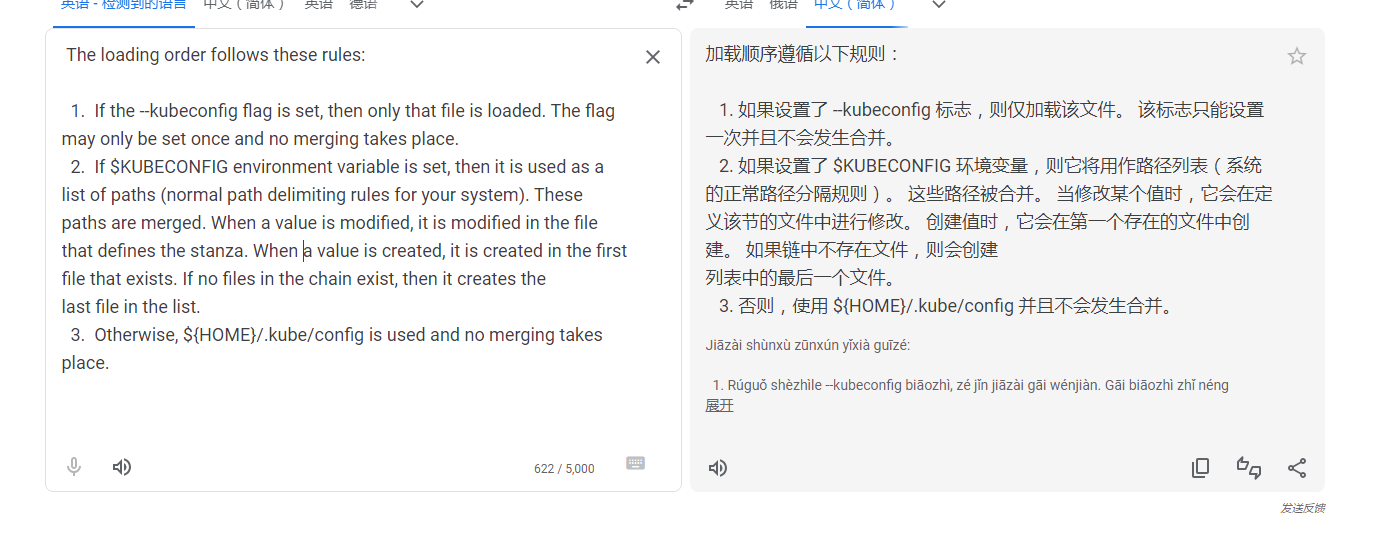 英语 - 检测到的语言 中文（简体） 英语 德语
英语 俄语 中文（简体）
The loading order follows these rules:
1. If the --kubeconfig flag is set, then only that file is loaded. The flag
may only be set once and no merging takes place.
2. If $KUBECONFIG environment variable is set, then it is used as a
list of paths (normal path delimiting rules for your system). These
paths are merged. When a value is modified, it is modified in the file
that defines the stanza. When a value is created, it is created in the first
file that exists. If no files in the chain exist, then it creates the
last file in the list.
3. Otherwise, ${HOME}/.kube/config is used and no merging takes
place.
622 / 5,000
加载顺序遵循以下规则：
1. 如果设置了 --kubeconfig 标志，则仅加载该文件。 该标志只能设置
一次并且不会发生合并。
2. 如果设置了 $KUBECONFIG 环境变量，则它将用作路径列表（系统
的正常路径分隔规则）。 这些路径被合并。 当修改某个值时，它会在定
义该节的文件中进行修改。 创建值时，它会在第一个存在的文件中创
建。 如果链中不存在文件，则会创建
列表中的最后一个文件。
3. 否则，使用 ${HOME}/.kube/config 并且不会发生合并。
Jiāzài shùnxù zūnxún yǐxià guīzé:
1. Rúguǒ shèzhìle --kubeconfig biāozhì, zé jǐn jiāzài gāi wénjiàn. Gāi biāozhì zhǐ néng
展开
发送反馈